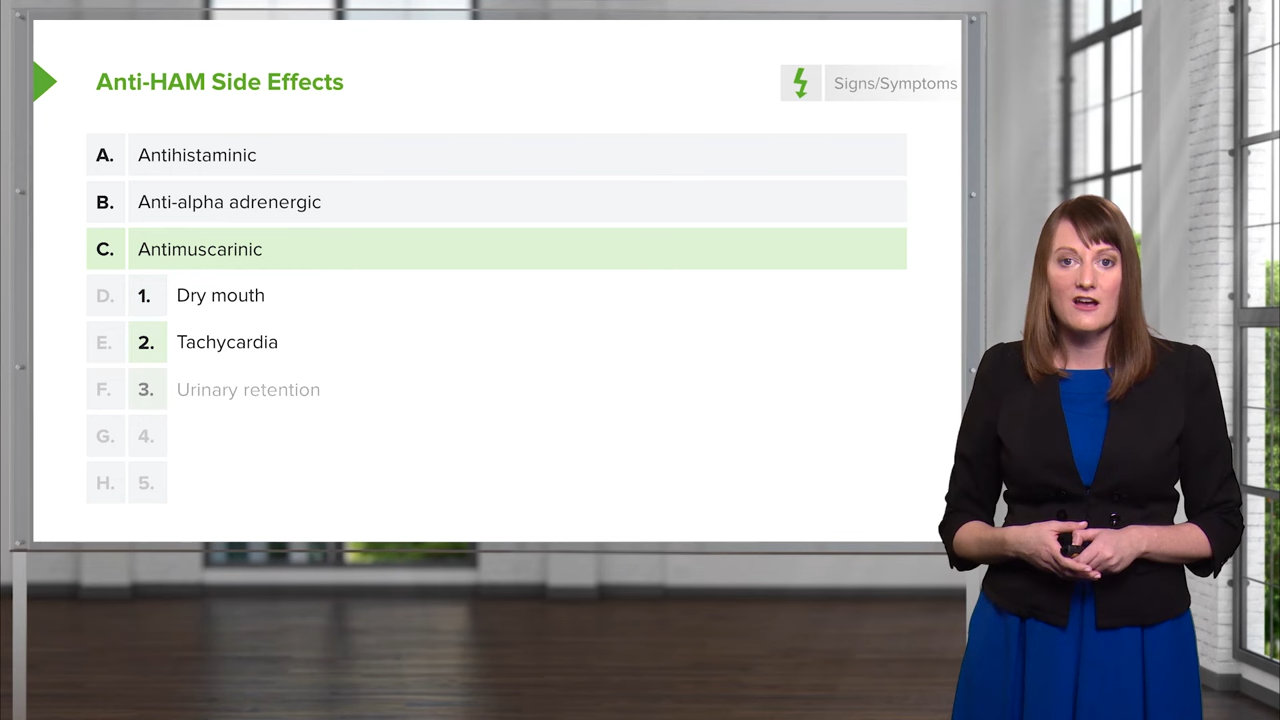 Anti-HAM Side Effects
Signs/Symptoms
A. Antihistaminic
B. Anti-alpha adrenergic
C. Antimuscarinic
D. 1. Dry mouth
E. 2. Tachycardia
F. 3. Urinary retention
G. 4.
H. 5.